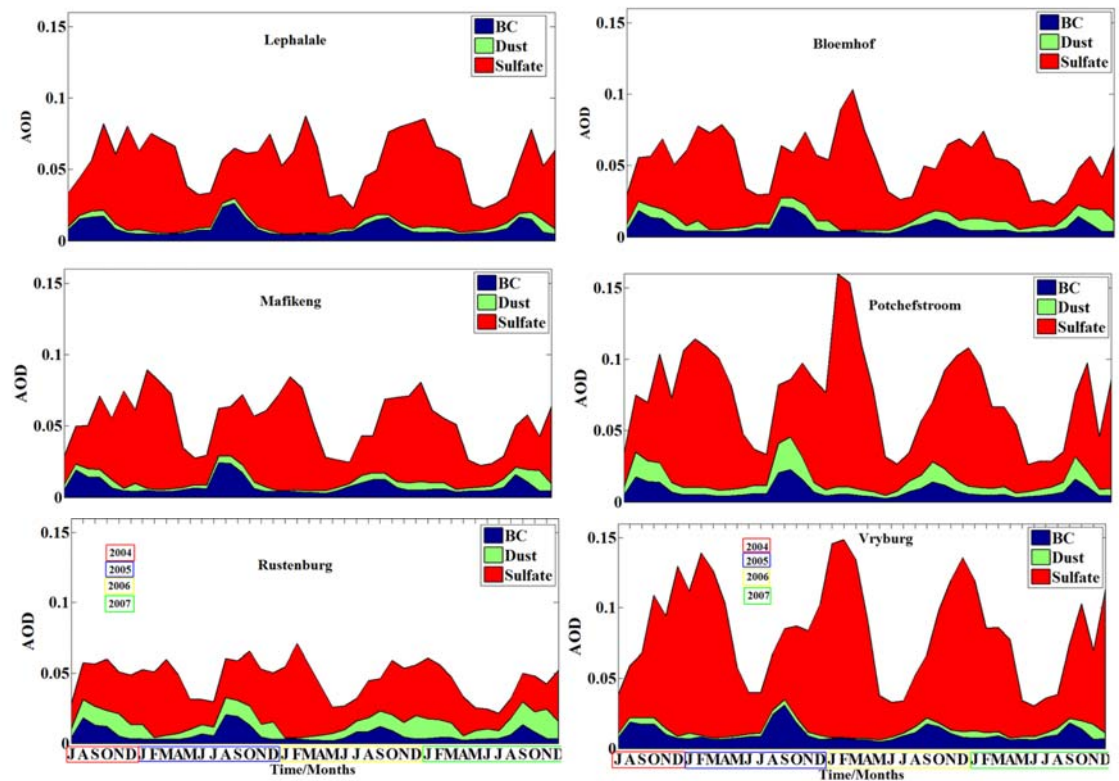 0.15
0.1
0.05
0
AOD
Lephalale
BC
Dust
Sulfate
0.15
0.1
0.05
0
AOD
Bloemhof
BC
Dust
Sulfate
0.15
0.1
0.05
0
AOD
Mafikeng
BC
Dust
Sulfate
0.15
0.1
0.05
0
AOD
Potchefstroom
BC
Dust
Sulfate
0.15
0.1
0.05
0
AOD
2004
2005
2006
2007
Rustenburg
BC
Dust
Sulfate
J A S O N D J F M A M J J A S O N D J F M A M J J A S O N D J F M A M J J A S O N D
Time/Months
0.15
0.1
0.05
0
AOD
2004
2005
2006
2007
Vryburg
BC
Dust
Sulfate
J A S O N D J F M A M J J A S O N D J F M A M J J A S O N D J F M A M J J A S O N D
Time/Months